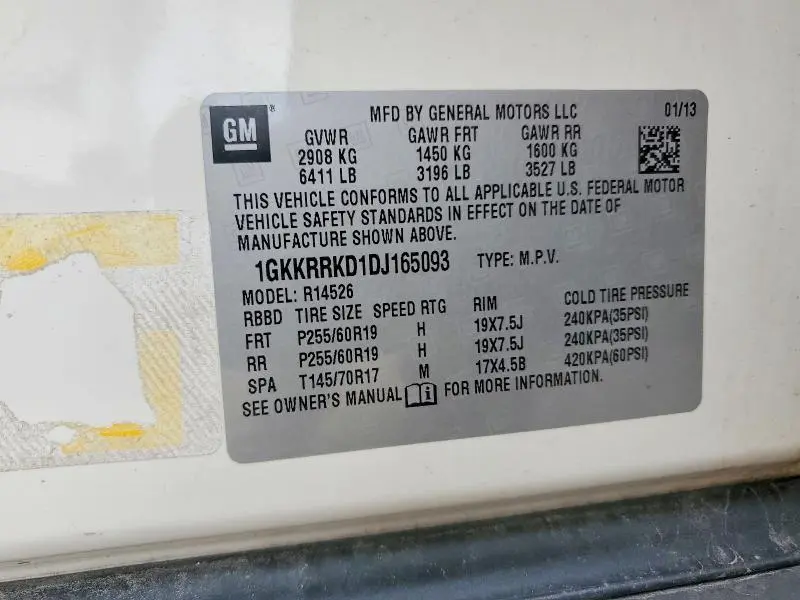 GM ®
MFD BY GENERAL MOTORS LLC 01/13
GVWR GAWR FRT GAWR RR
2908 KG 1450 KG 1600 KG
6411 LB 3196 LB 3527 LB
THIS VEHICLE CONFORMS TO ALL APPLICABLE U.S. FEDERAL MOTOR
VEHICLE SAFETY STANDARDS IN EFFECT ON THE DATE OF
MANUFACTURE SHOWN ABOVE.
1GKKRRKD1DJ165093 TYPE: M.P.V.
MODEL: R14526
RBBD TIRE SIZE SPEED RTG RIM COLD TIRE PRESSURE
FRT P255/60R19 H 19X7.5J 240KPA(35PSI)
RR P255/60R19 H 19X7.5J 240KPA(35PSI)
SPA T145/70R17 M 17X4.5B 420KPA(60PSI)
SEE OWNER'S MANUAL i FOR MORE INFORMATION.